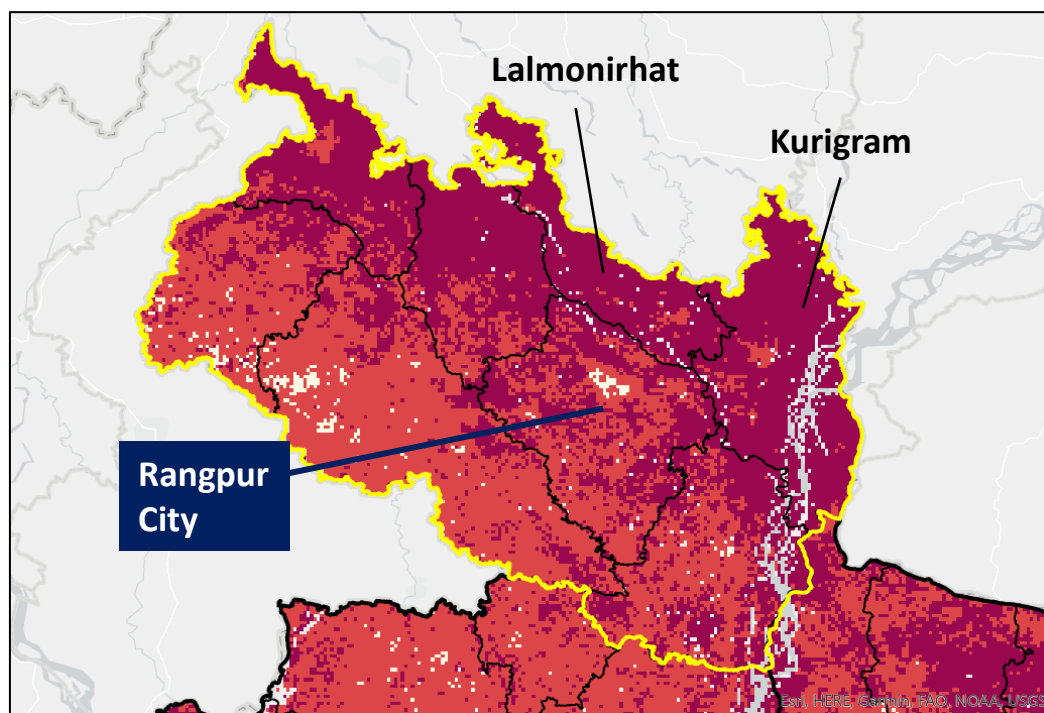 Lalmonirhat
Kurigram
Rangpur
City
Esri, HERE, Garmin, FAO, NOAA, USGS